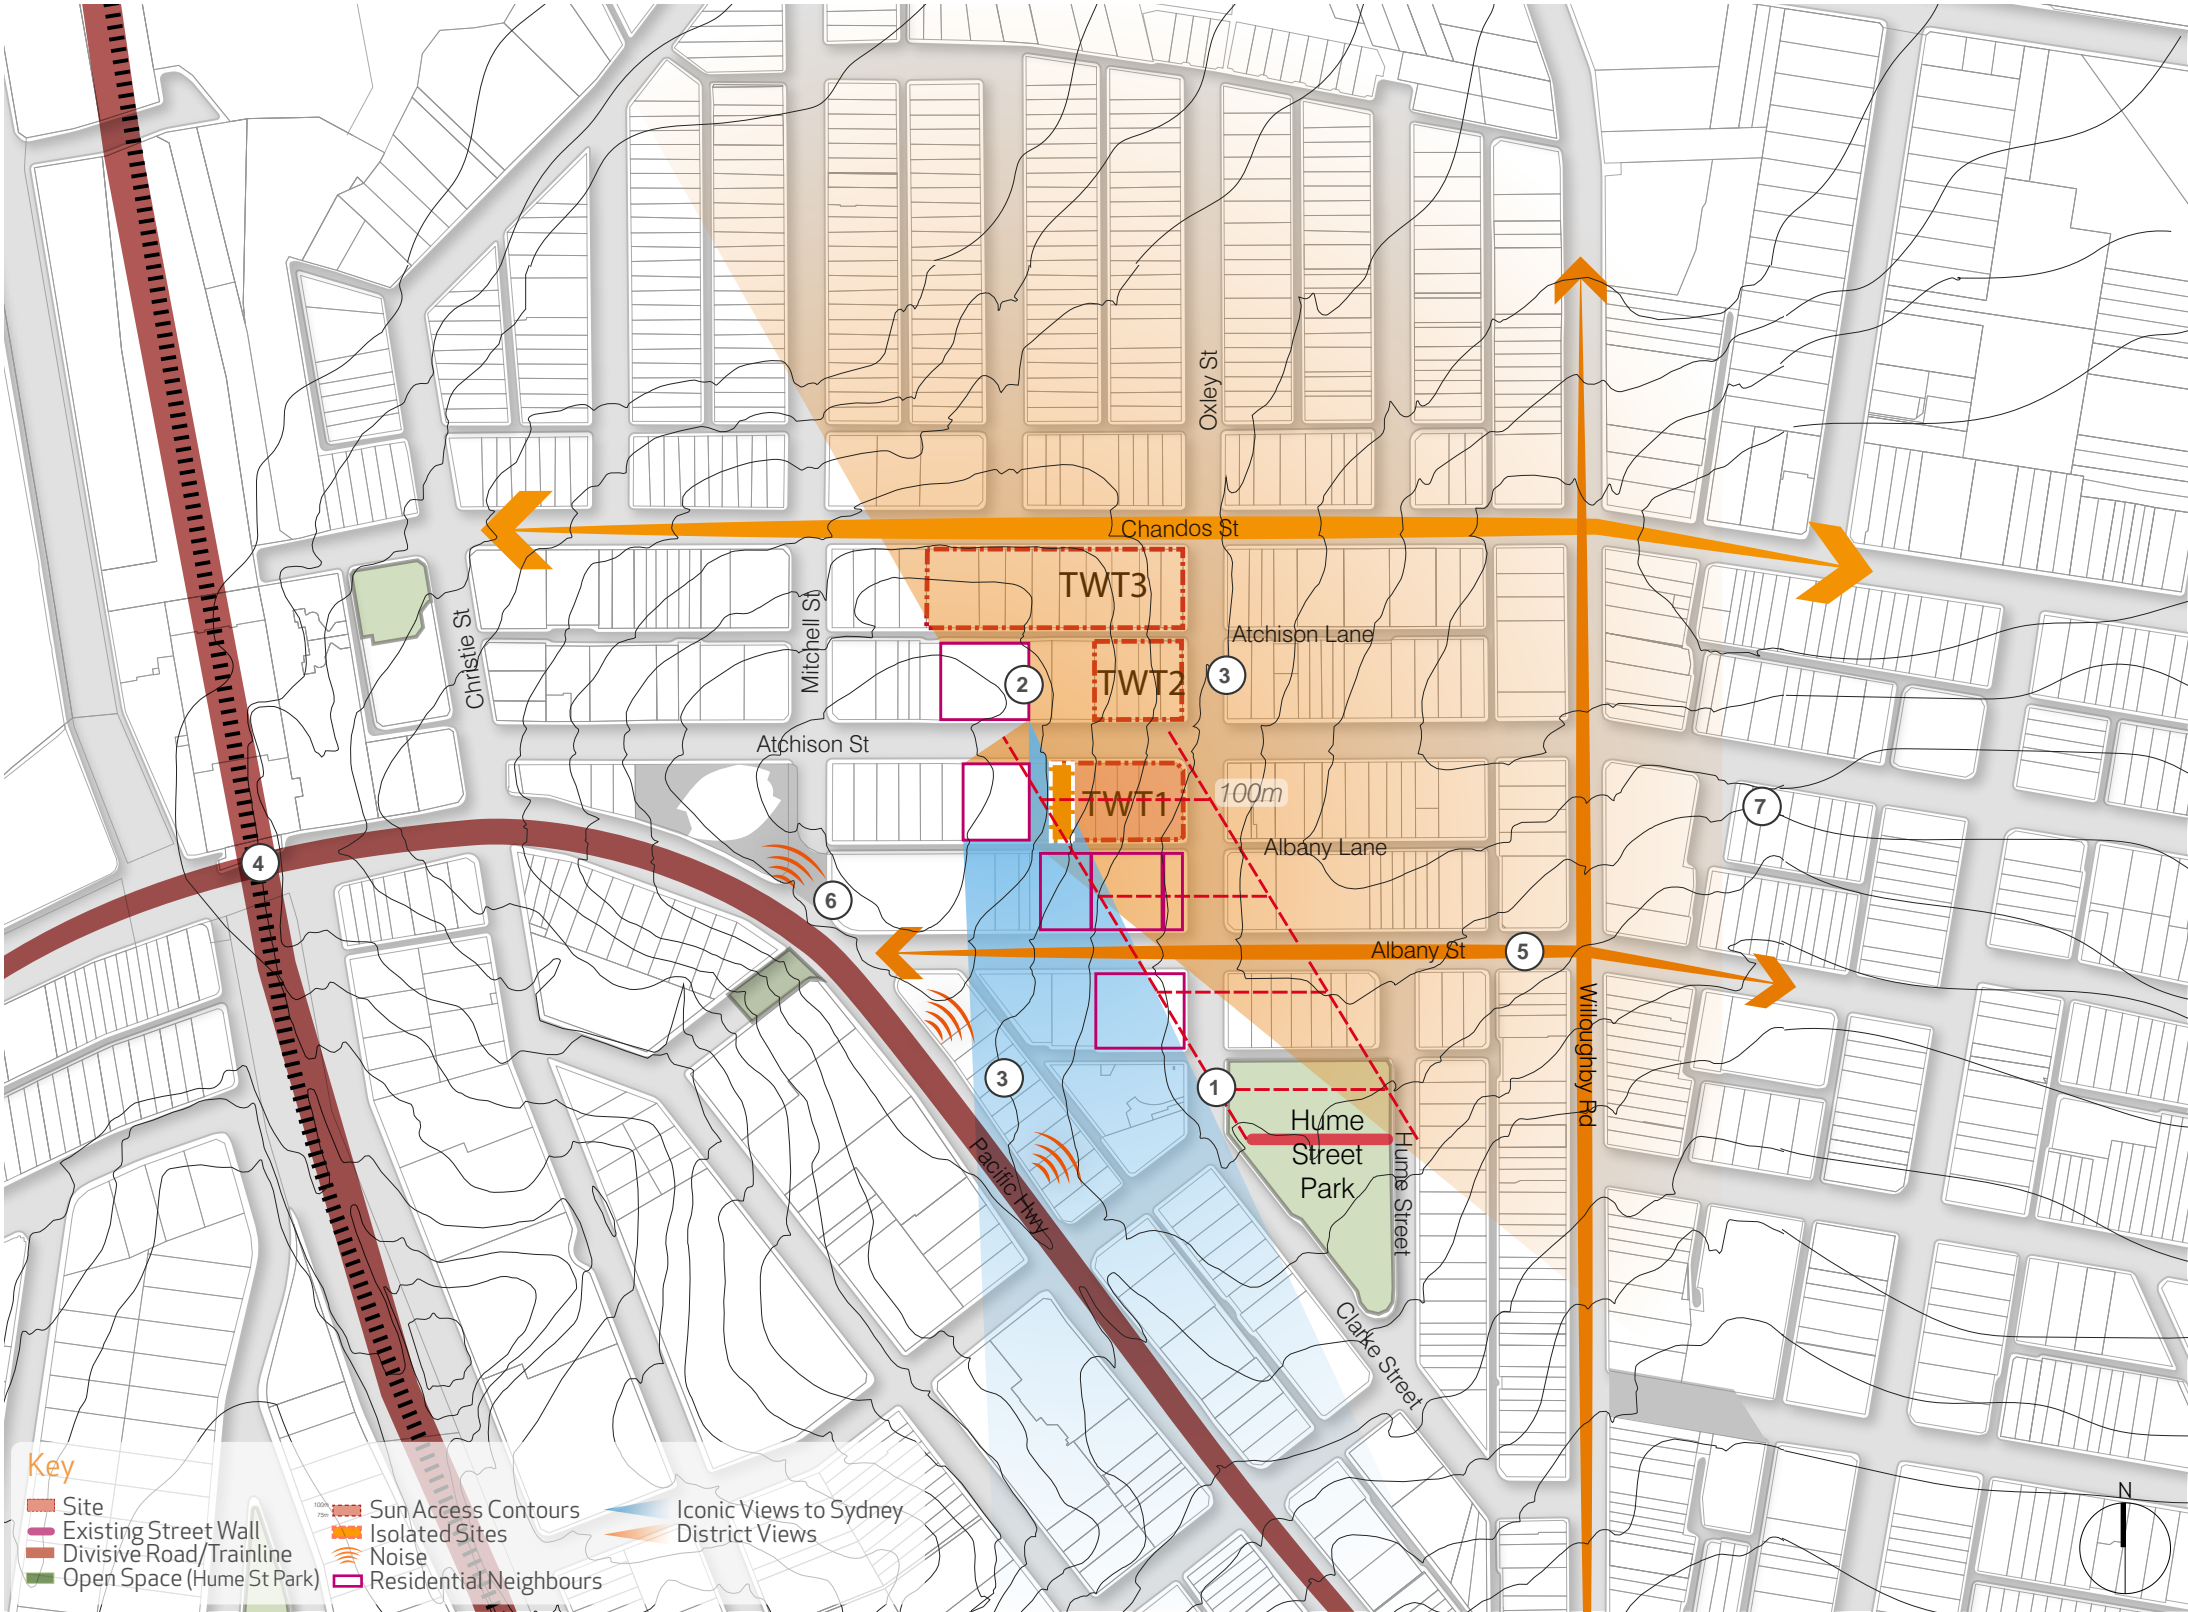 Oxley St
Chandos St
TWT3
Christie St
Mitchell St
Atchison Lane
2
TWT2
3
Atchison St
TWT1
100m
7
Albany Lane
4
6
Albany St
5
Willoughby Rd
3
1
Hume
Street
Park
Hume Street
Pacific Hwy
Clarke Street
Key
Site
Existing Street Wall
Divisive Road/Trainline
Open Space (Hume St Park)
100m
75m
Sun Access Contours
Isolated Sites
Noise
Residential Neighbours
Iconic Views to Sydney
District Views
N